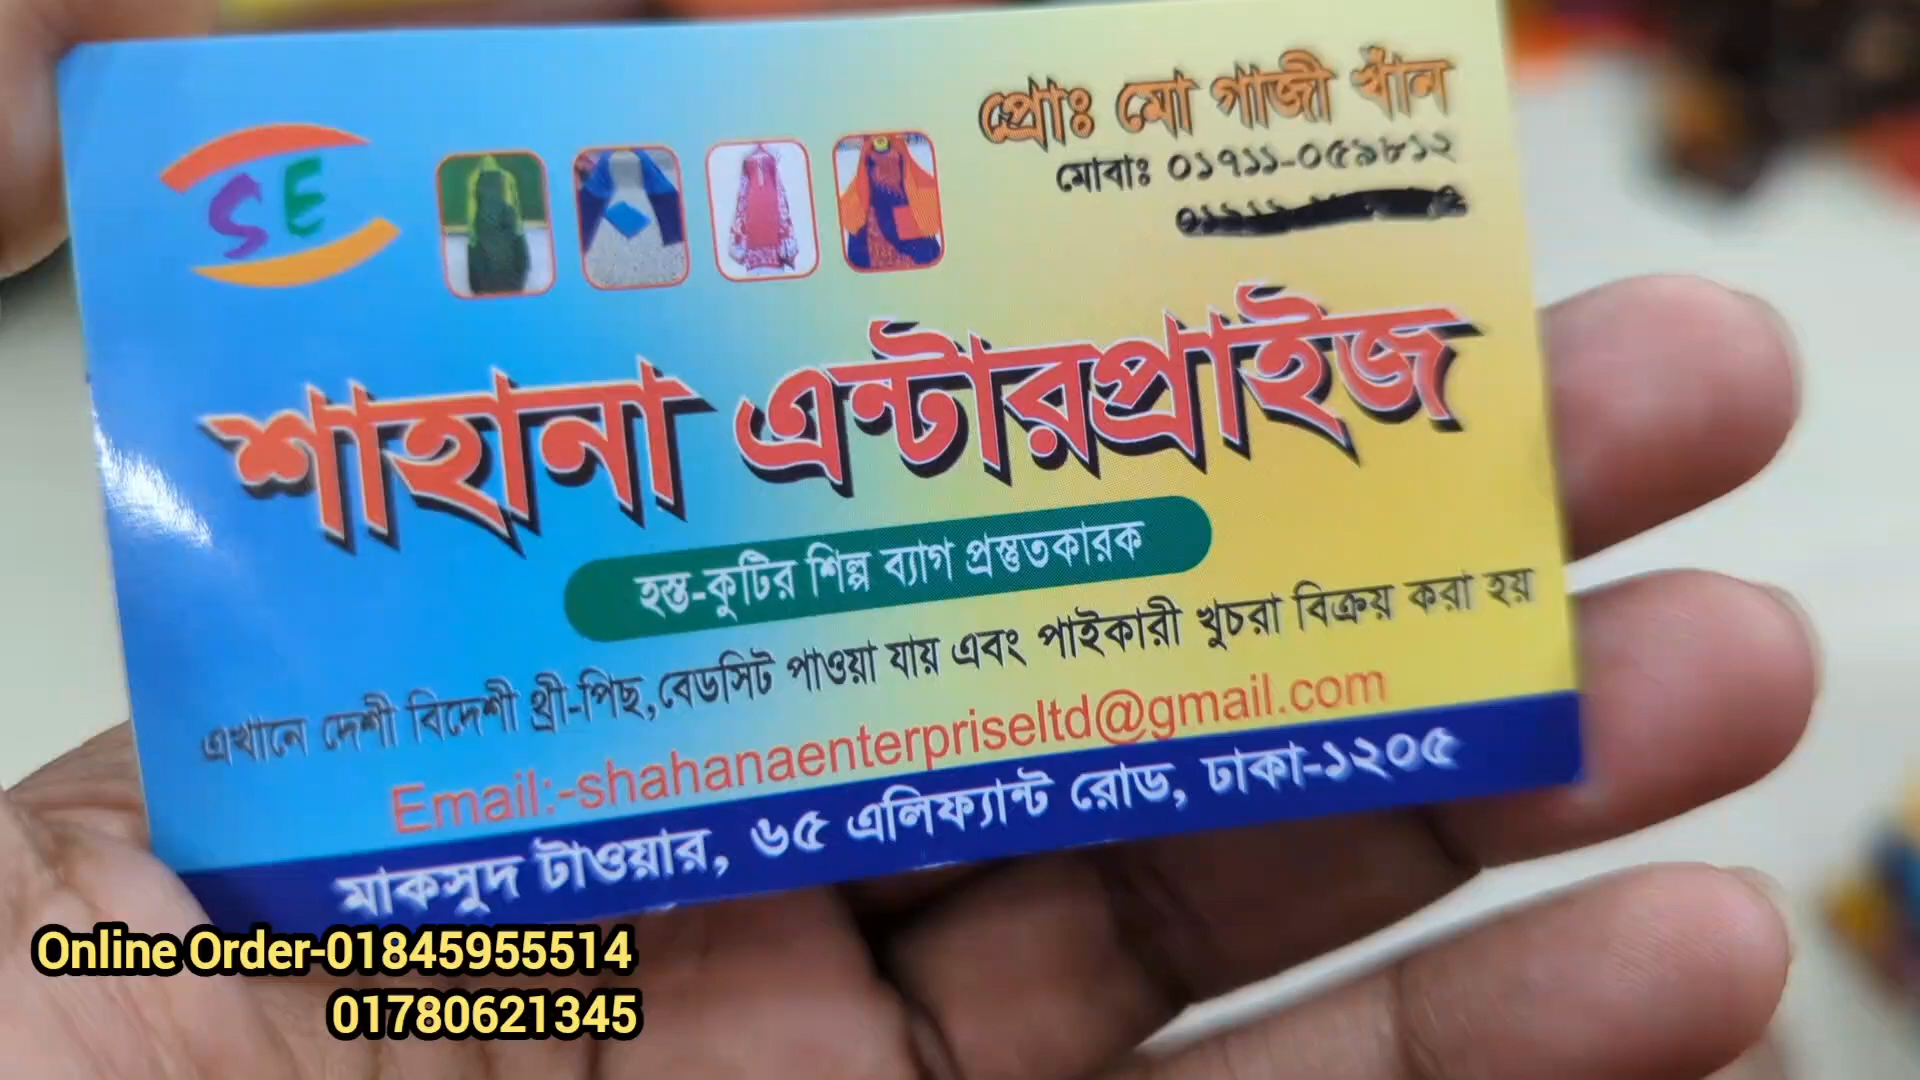 SE
প্রোঃ মো গাজী খাঁন
মোবাঃ ০১৭১১-০৫৯৮১২
শাহানা এন্টারপ্রাইজ
হস্ত-কুটির শিল্প ব্যাগ প্রস্তুতকারক
এখানে দেশী বিদেশী থ্রী-পিছ,বেডসিট পাওয়া যায় এবং পাইকারী খুচরা বিক্রয় করা হয়
Email:-shahanaenterpriseltd@gmail.com
মাকসুদ টাওয়ার, ৬৫ এলিফ্যান্ট রোড, ঢাকা-১২০৫
Online Order-01845955514
01780621345